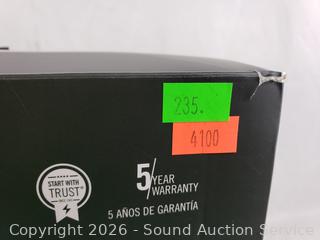 235.
4100
START WITH
TRUST®
5/YEAR
WARRANTY
5 AÑOS DE GARANTÍA
Copyright ©2026 - Sound Auction Service